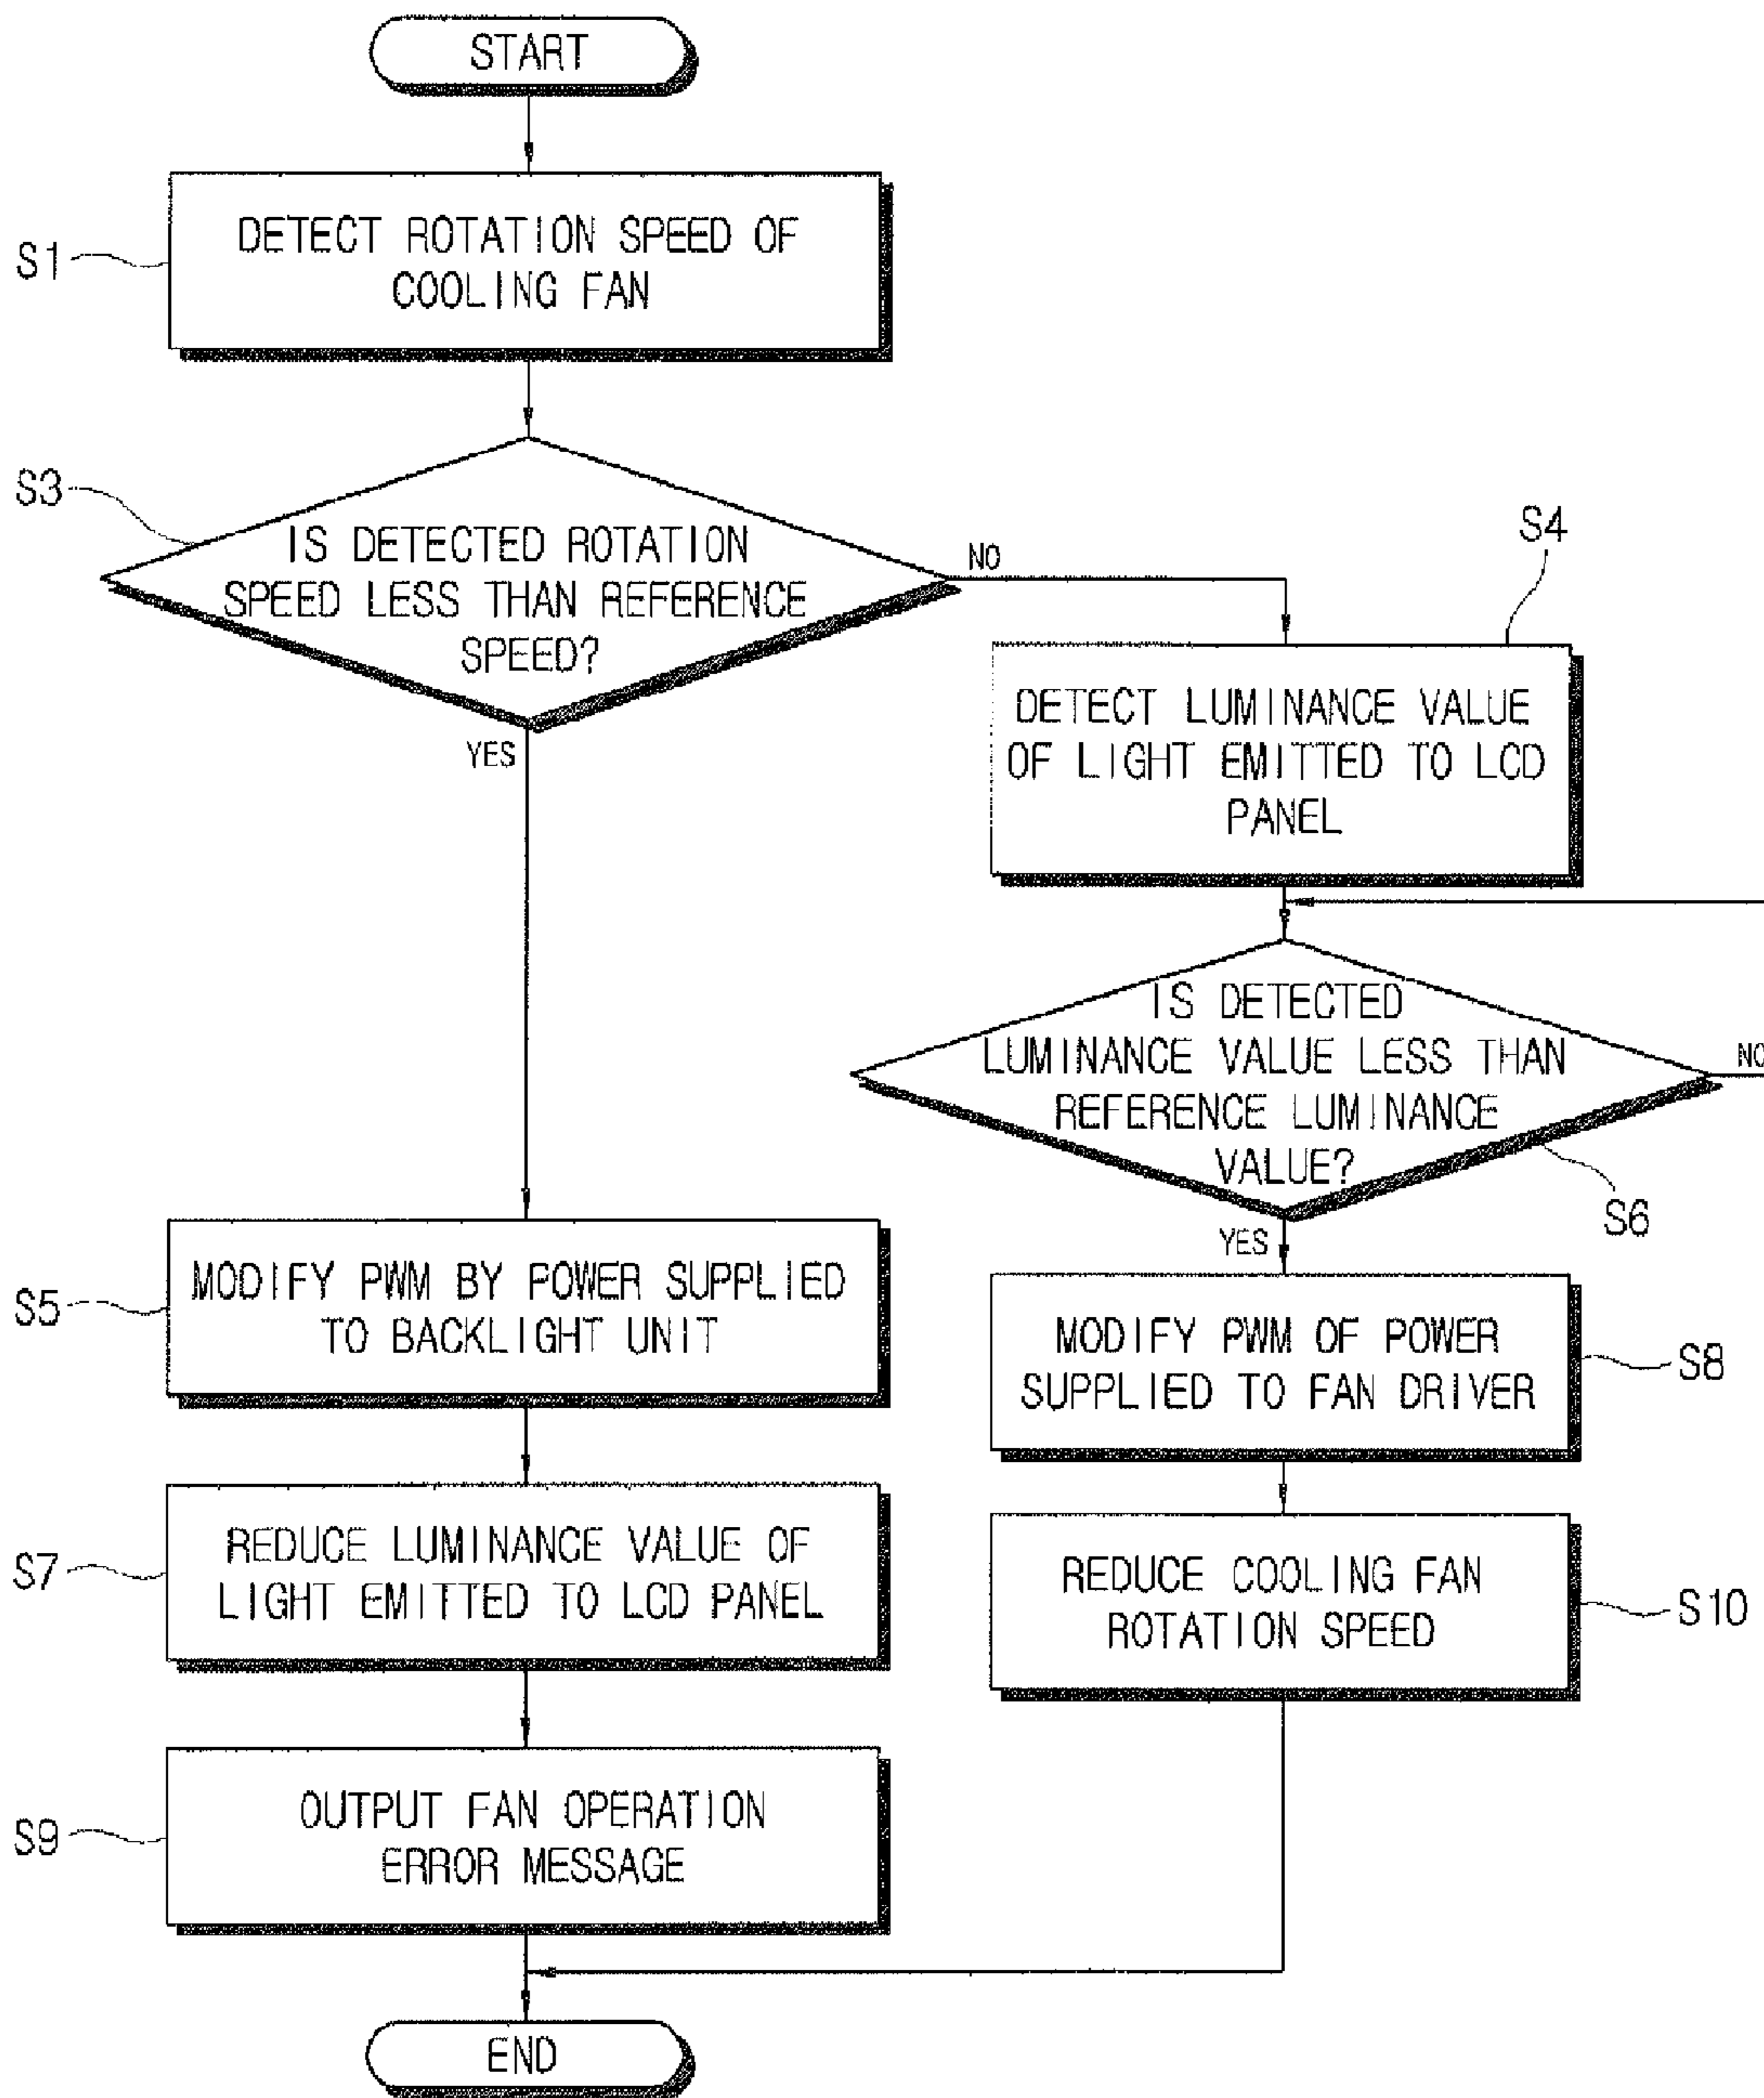 START
S1
DETECT ROTATION SPEED OF
COOLING FAN
S3
IS DETECTED ROTATION
SPEED LESS THAN REFERENCE
SPEED?
NO
YES
S4
DETECT LUMINANCE VALUE
OF LIGHT EMITTED TO LCD
PANEL
IS DETECTED
LUMINANCE VALUE LESS THAN
REFERENCE LUMINANCE
VALUE?
NO
S6
YES
S5
MODIFY PWM BY POWER SUPPLIED
TO BACKLIGHT UNIT
MODIFY PWM OF POWER
SUPPLIED TO FAN DRIVER
S8
S7
REDUCE LUMINANCE VALUE OF
LIGHT EMITTED TO LCD PANEL
REDUCE COOLING FAN
ROTATION SPEED
S10
S9
OUTPUT FAN OPERATION
ERROR MESSAGE
END